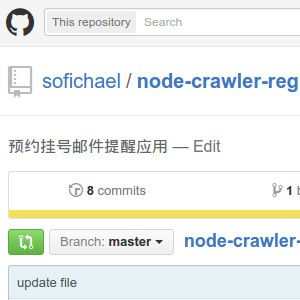 This repository Search
sofichael / node-crawler-reg
预约挂号邮件提醒应用 — Edit
8 commits 1
Branch: master node-crawler-
update file